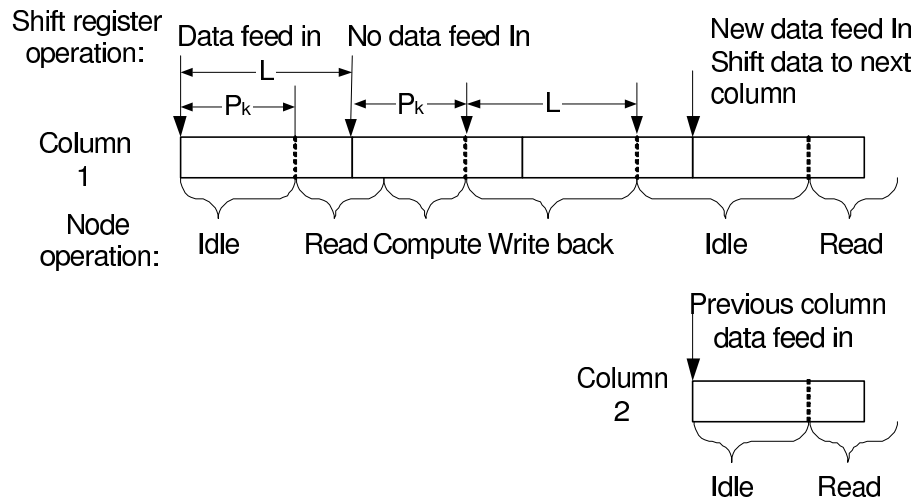 Shift register
operation:
Data feed in
No data feed In
New data feed In
Shift data to next
column
L
Pk
Pk
L
Column
1
Node
operation:
Idle
Read
Compute
Write back
Idle
Read
Previous column
data feed in
Column
2
Idle
Read